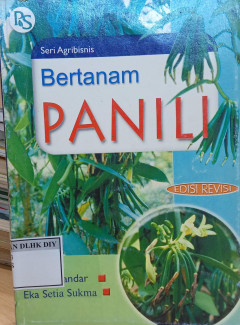 PS
Seri Agribisnis
Bertanam
PANILI
EDISI REVISI
N DLHK DIY
andar
Eka Setia Sukma